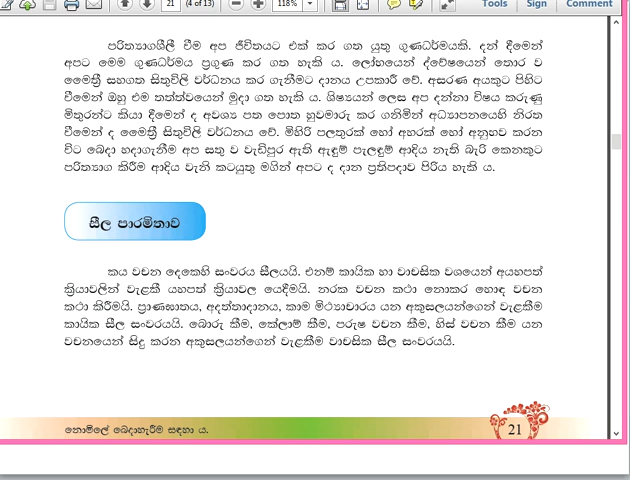 21 (4 of 13) 118% Tools Sign Comment
පරිත්‍යාගශීලී වීම අප ජීවිතයට එක් කර ගත යුතු ගුණධර්මයකි. දන් දීමෙන්
අපට මෙම ගුණධර්මය ප්‍රගුණ කර ගත හැකි ය. ලෝභයෙන් ද්වේෂයෙන් තොර ව
මෛත්‍රී සහගත සිතුවිලි වර්ධනය කර ගැනීමට දානය උපකාරී වේ. අසරණ අයකුට පිහිට
වීමෙන් ඔහු එම තත්ත්වයෙන් මුදා ගත හැකි ය. ශිෂ්‍යයන් ලෙස අප දන්නා විෂය කරුණු
මිතුරන්ට කියා දීමෙන් ද අවශ්‍ය පත පොත හුවමාරු කර ගනිමින් අධ්‍යාපනයෙහි නිරත
වීමෙන් ද මෛත්‍රී සිතුවිලි වර්ධනය වේ. මිහිරි පලතුරක් හෝ අහරක් හෝ අනුභව කරන
විට බෙදා හදාගැනීම අප සතු ව වැඩිපුර ඇති ඇඳුම් පැලඳුම් ආදිය නැති බැරි කෙනකුට
පරිත්‍යාග කිරීම ආදිය වැනි කටයුතු මගින් අපට ද දාන ප්‍රතිපදාව පිරිය හැකි ය.
සීල පාරමිතාව
කය වචන දෙකෙහි සංවරය සීලයයි. එනම් කායික හා වාචසික වශයෙන් අයහපත්
ක්‍රියාවලින් වැළකී යහපත් ක්‍රියාවල යෙදීමයි. නරක වචන කථා නොකර හොඳ වචන
කථා කිරීමයි. ප්‍රාණඝාතය, අදත්තාදානය, කාම මිථ්‍යාචාරය යන අකුසලයන්ගෙන් වැළකීම
කායික සීල සංවරයයි. බොරු කීම, කේලාම් කීම, පරුෂ වචන කීම, හිස් වචන කීම යන
වචනයෙන් සිදු කරන අකුසලයන්ගෙන් වැළකීම වාචසික සීල සංවරයයි.
නොමිලේ බෙදාහැරීම සඳහා ය.
21